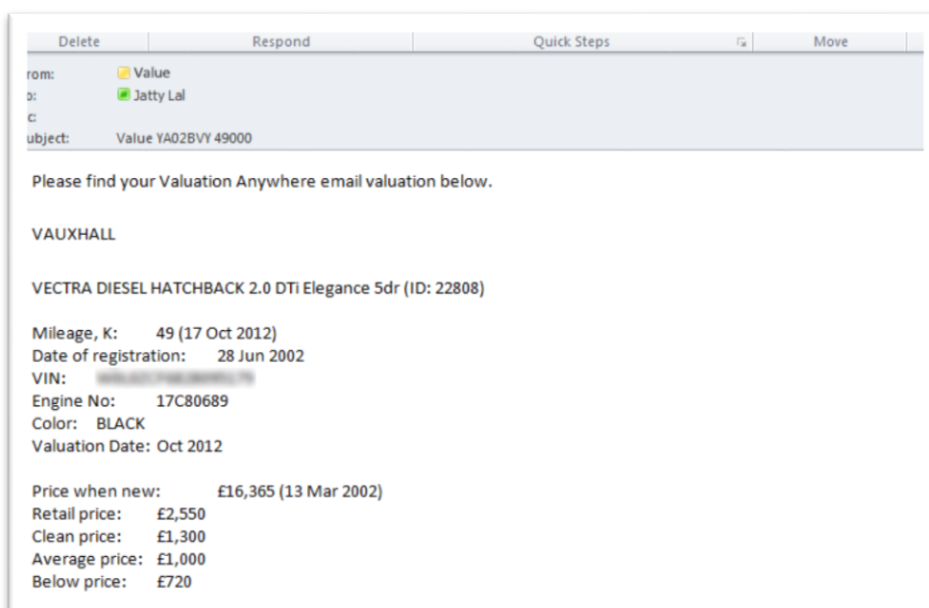 Delete Respond Quick Steps Move
rom: Value
o: Jatty Lal
c:
ubject: Value YA02BVY 49000
Please find your Valuation Anywhere email valuation below.
VAUXHALL
VECTRA DIESEL HATCHBACK 2.0 DTi Elegance 5dr (ID: 22808)
Mileage, K: 49 (17 Oct 2012)
Date of registration: 28 Jun 2002
VIN:
Engine No: 17C80689
Color: BLACK
Valuation Date: Oct 2012
Price when new: £16,365 (13 Mar 2002)
Retail price: £2,550
Clean price: £1,300
Average price: £1,000
Below price: £720